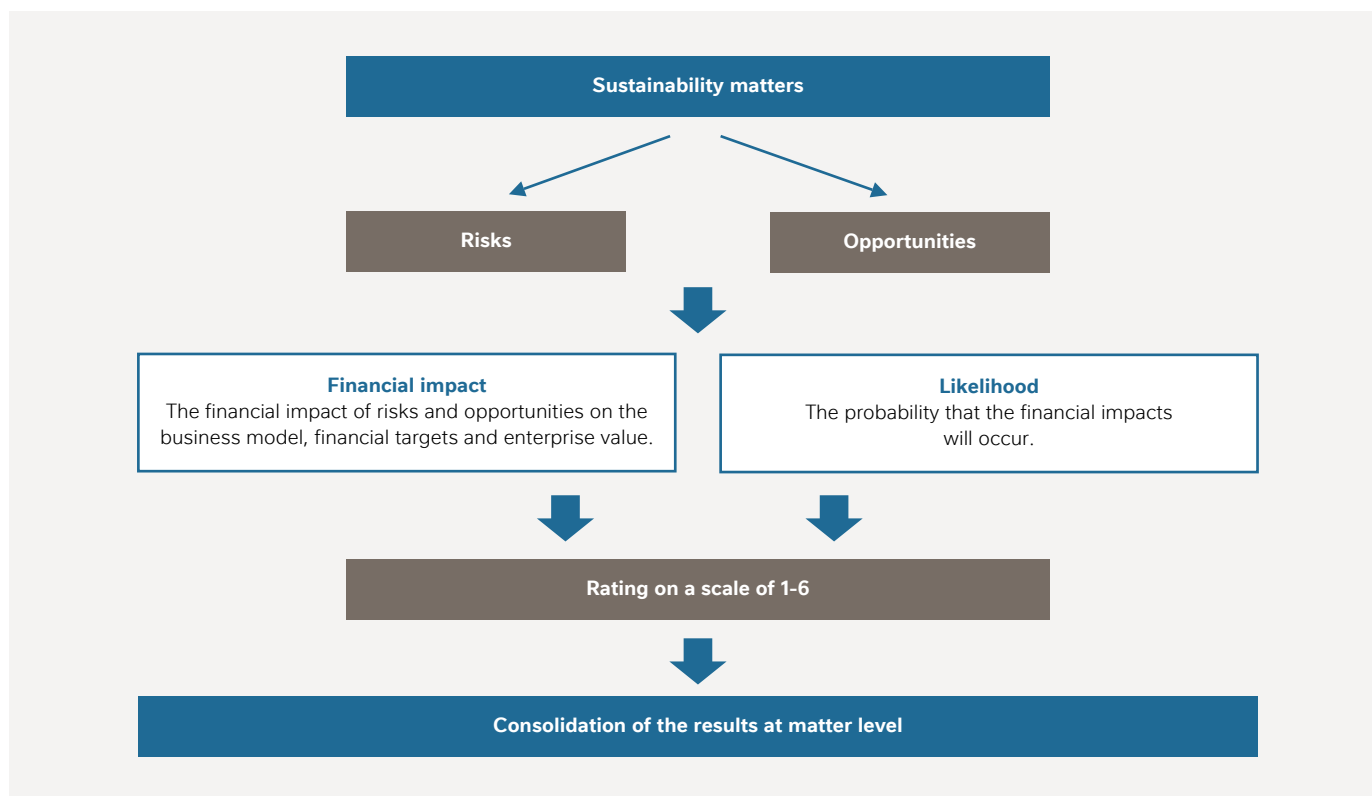 Sustainability matters
Risks
Opportunities
Financial impact
The financial impact of risks and opportunities on the
business model, financial targets and enterprise value.
Likelihood
The probability that the financial impacts
will occur.
Rating on a scale of 1-6
Consolidation of the results at matter level